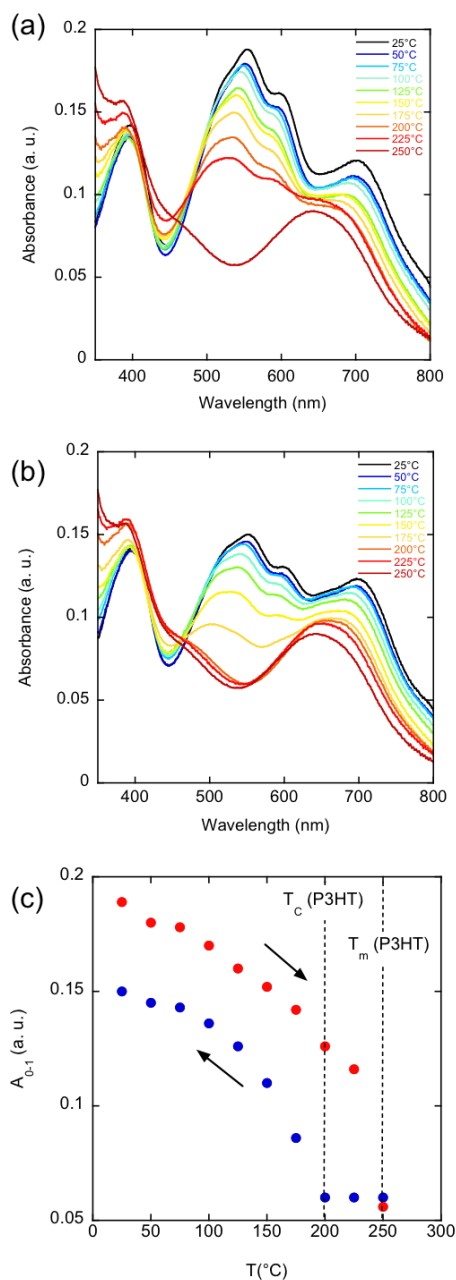 (a)
0.2
0.15
0.1
0.05
0
Absorbance (a. u.)
25°C
50°C
75°C
100°C
125°C
150°C
175°C
200°C
225°C
250°C
400 500 600 700 800
Wavelength (nm)
(b)
0.2
0.15
0.1
0.05
0
Absorbance (a. u.)
25°C
50°C
75°C
100°C
125°C
150°C
175°C
200°C
225°C
250°C
400 500 600 700 800
Wavelength (nm)
(c)
0.2
0.15
0.1
0.05
A0-1 (a. u.)
TC (P3HT)
Tm (P3HT)
0 50 100 150 200 250 300
T(°C)